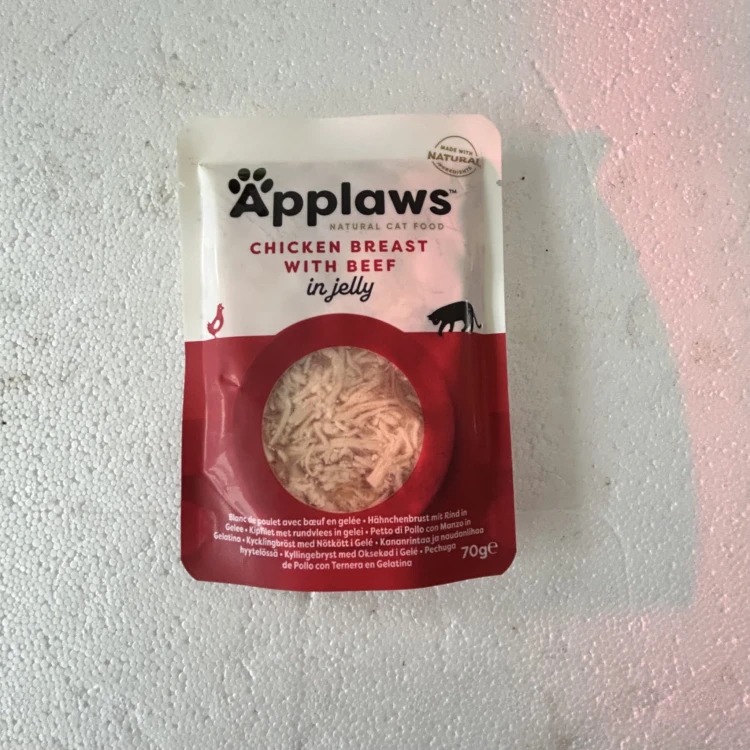 MADE WITH
NATURAL
INGREDIENTS
Applaws™
NATURAL CAT FOOD
CHICKEN BREAST
WITH BEEF
in jelly
Blanc de poulet avec bœuf en gelée • Hähnchenbrust mit Rind in
Gelee • Kipfilet met rundvlees in gelei • Petto di Pollo con Manzo in
Gelatina • Kycklingbröst med Nötkött i Gelé • Kananrintaa ja naudanlihaa
hyytelössä • Kyllingebryst med Oksekød i Gelé • Pechuga
de Pollo con Ternera en Gelatina
70g℮